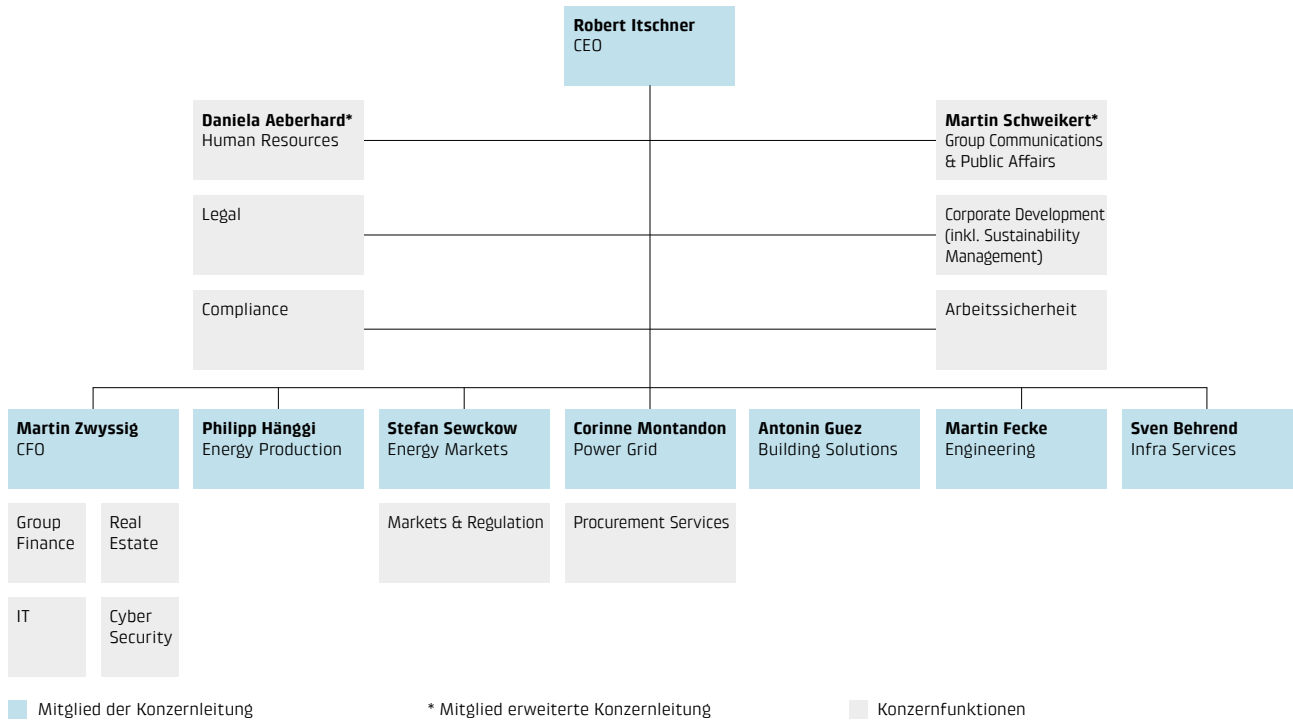 Robert Itschner
CEO
Daniela Aeberhard*
Human Resources
Martin Schweikert*
Group Communications
& Public Affairs
Legal
Corporate Development
(inkl. Sustainability
Management)
Compliance
Arbeitssicherheit
Martin Zwyssig
CFO
Philipp Hänggi
Energy Production
Stefan Sewckow
Energy Markets
Corinne Montandon
Power Grid
Antonin Guez
Building Solutions
Martin Fecke
Engineering
Sven Behrend
Infra Services
Group
Finance
Real
Estate
Markets & Regulation
Procurement Services
IT
Cyber
Security
Mitglied der Konzernleitung
* Mitglied erweiterte Konzernleitung
Konzernfunktionen